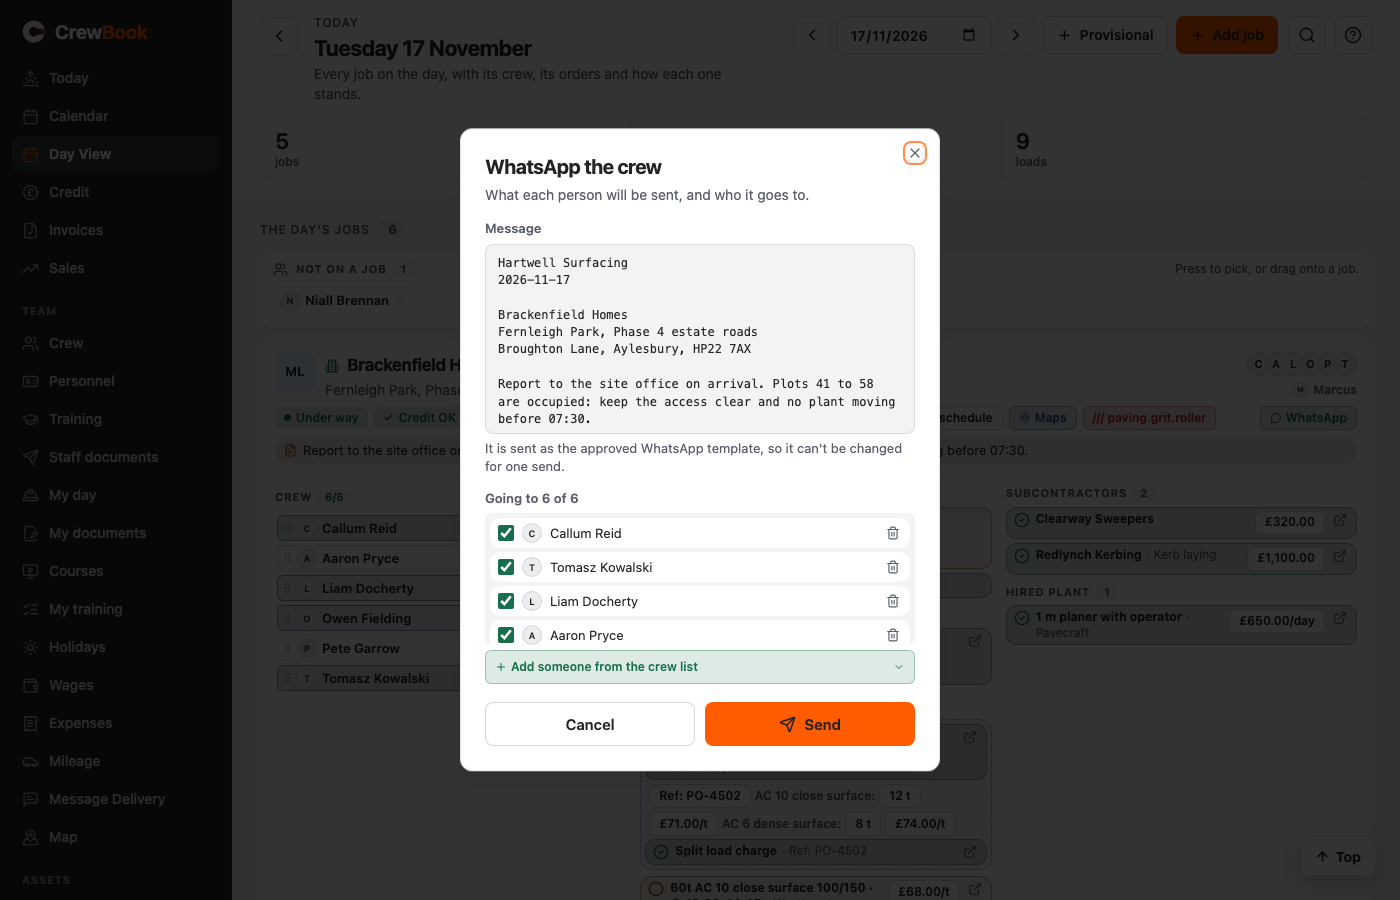 CrewBook
Today
Calendar
Day View
Credit
Invoices
Sales
TEAM
Crew
Personnel
Training
Staff documents
My day
My documents
Courses
My training
Holidays
Wages
Expenses
Mileage
Message Delivery
Map
ASSETS
TODAY
Tuesday 17 November
Every job on the day, with its crew, its orders and how each one
stands.
17/11/2026
Provisional
Add job
5
jobs
9
loads
THE DAY'S JOBS 6
NOT ON A JOB 1
Press to pick, or drag onto a job.
N Niall Brennan
ML
Brackenfield H
Fernleigh Park, Phase
C A L O P T
M Marcus
Under way
Credit OK
schedule
Maps
/// paving.grit.roller
WhatsApp
Report to the site office o
g before 07:30.
CREW 6/5
C Callum Reid
A Aaron Pryce
L Liam Docherty
O Owen Fielding
P Pete Garrow
T Tomasz Kowalski
WhatsApp the crew
What each person will be sent, and who it goes to.
Message
Hartwell Surfacing
2026-11-17
Brackenfield Homes
Fernleigh Park, Phase 4 estate roads
Broughton Lane, Aylesbury, HP22 7AX
Report to the site office on arrival. Plots 41 to 58
are occupied: keep the access clear and no plant moving
before 07:30.
It is sent as the approved WhatsApp template, so it can't be changed
for one send.
Going to 6 of 6
C Callum Reid
T Tomasz Kowalski
L Liam Docherty
A Aaron Pryce
+ Add someone from the crew list
Cancel
Send
Ref: PO-4502 AC 10 close surface: 12 t
£71.00/t AC 6 dense surface: 8 t £74.00/t
Split load charge · Ref: PO-4502
60t AC 10 close surface 100/150 ·
£68.00/t
SUBCONTRACTORS 2
Clearway Sweepers
£320.00
Redlynch Kerbing · Kerb laying
£1,100.00
HIRED PLANT 1
1 m planer with operator ·
Pavecraft
£650.00/day
Top